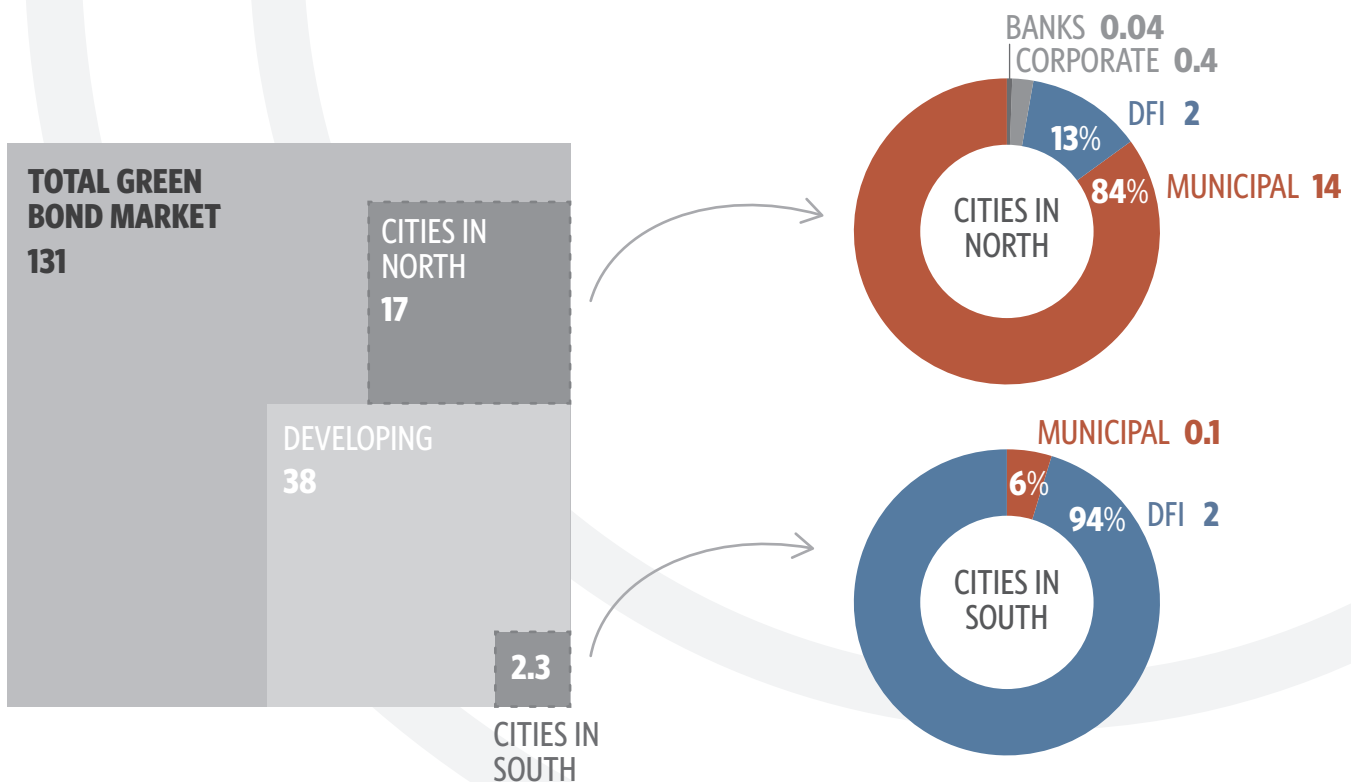 TOTAL GREEN
BOND MARKET
131
CITIES IN
NORTH
17
DEVELOPING
38
2.3
CITIES IN
SOUTH
BANKS 0.04
CORPORATE 0.4
DFI 2
13%
MUNICIPAL 14
84%
CITIES IN
NORTH
MUNICIPAL 0.1
6%
94%
DFI 2
CITIES IN
SOUTH